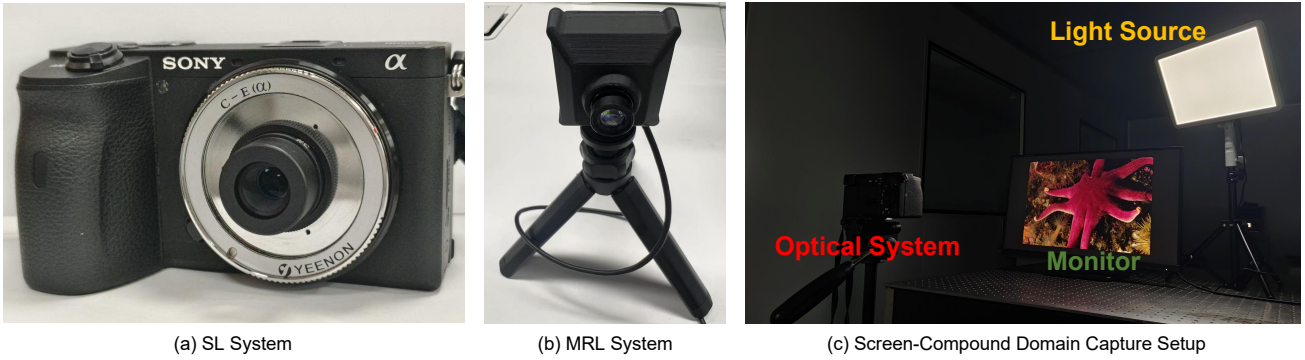 SONY
α
C – E (α)
YEENON
Light Source
Optical System
Monitor
(a) SL System
(b) MRL System
(c) Screen-Compound Domain Capture Setup